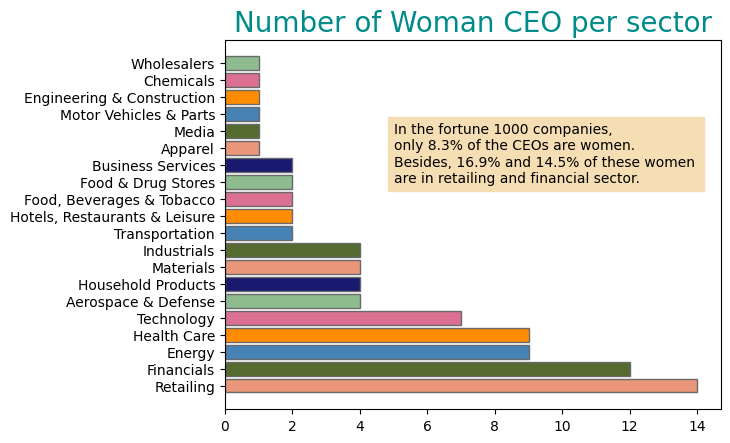 Number of Woman CEO per sector
Wholesalers
Chemicals
Engineering & Construction
Motor Vehicles & Parts
Media
Apparel
Business Services
Food & Drug Stores
Food, Beverages & Tobacco
Hotels, Restaurants & Leisure
Transportation
Industrials
Materials
Household Products
Aerospace & Defense
Technology
Health Care
Energy
Financials
Retailing
In the fortune 1000 companies,
only 8.3% of the CEOs are women.
Besides, 16.9% and 14.5% of these women
are in retailing and financial sector.
0 2 4 6 8 10 12 14